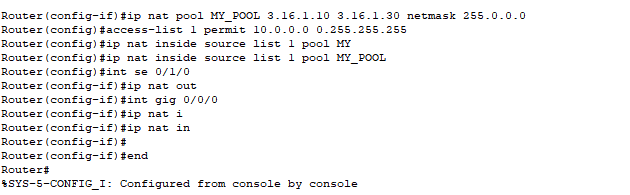 Router(config-if)#ip nat pool MY_POOL 3.16.1.10 3.16.1.30 netmask 255.0.0.0
Router(config)#access-list 1 permit 10.0.0.0 0.255.255.255
Router(config)#ip nat inside source list 1 pool MY
Router(config)#ip nat inside source list 1 pool MY_POOL
Router(config)#int se 0/1/0
Router(config-if)#ip nat out
Router(config-if)#int gig 0/0/0
Router(config-if)#ip nat i
Router(config-if)#ip nat in
Router(config-if)#
Router(config-if)#end
Router#
%SYS-5-CONFIG_I: Configured from console by console